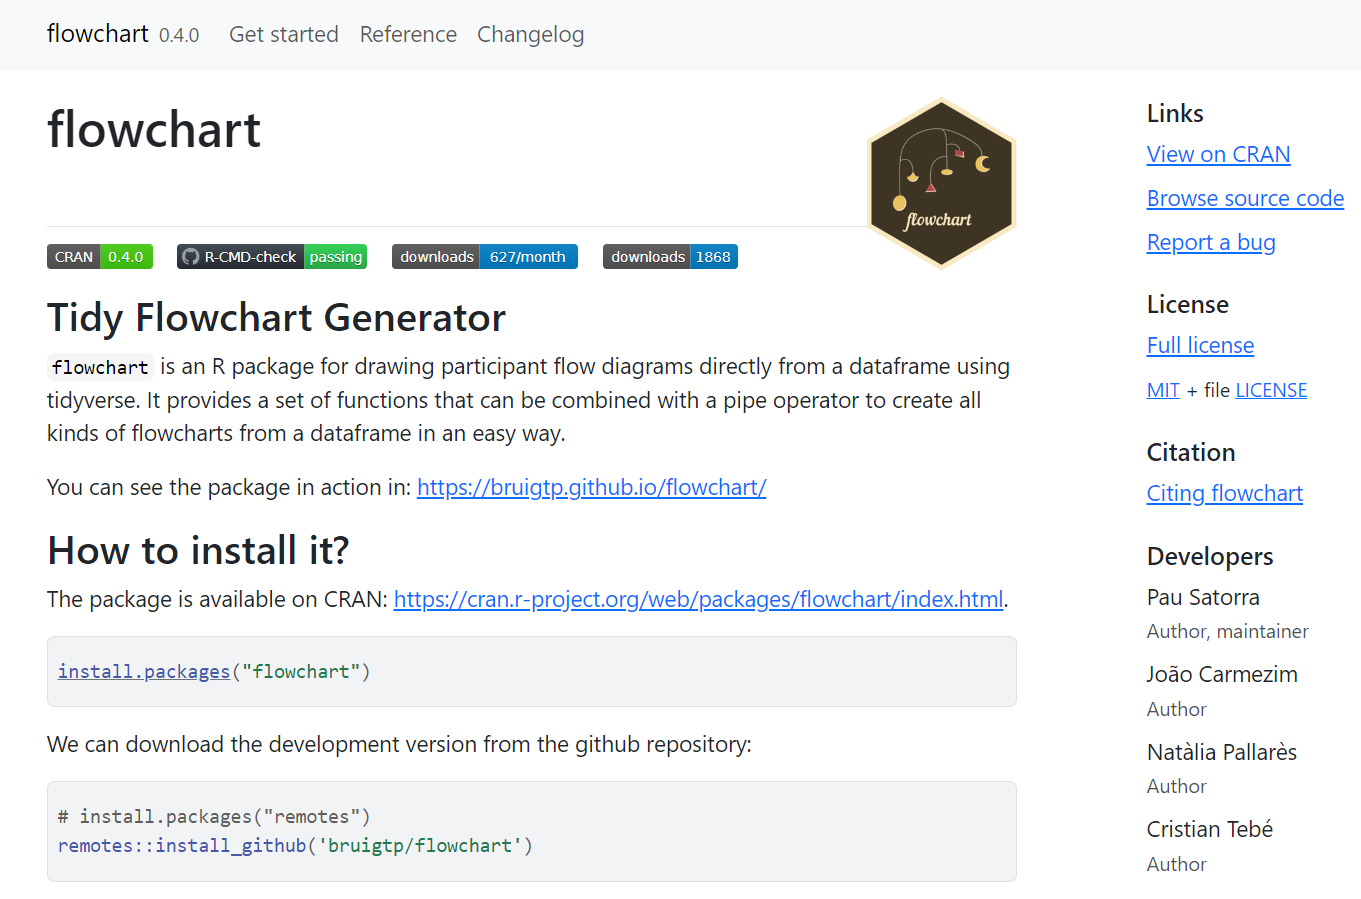 flowchart 0.4.0 Get started Reference Changelog
flowchart
flowchart
CRAN 0.4.0 R-CMD-check passing downloads 627/month downloads 1868
Tidy Flowchart Generator
flowchart is an R package for drawing participant flow diagrams directly from a dataframe using
tidyverse. It provides a set of functions that can be combined with a pipe operator to create all
kinds of flowcharts from a dataframe in an easy way.
You can see the package in action in: https://bruigtp.github.io/flowchart/
How to install it?
The package is available on CRAN: https://cran.r-project.org/web/packages/flowchart/index.html.
install.packages("flowchart")
We can download the development version from the github repository:
# install.packages("remotes")
remotes::install_github('bruigtp/flowchart')
Links
View on CRAN
Browse source code
Report a bug
License
Full license
MIT + file LICENSE
Citation
Citing flowchart
Developers
Pau Satorra
Author, maintainer
João Carmezim
Author
Natàlia Pallarès
Author
Cristian Tebé
Author